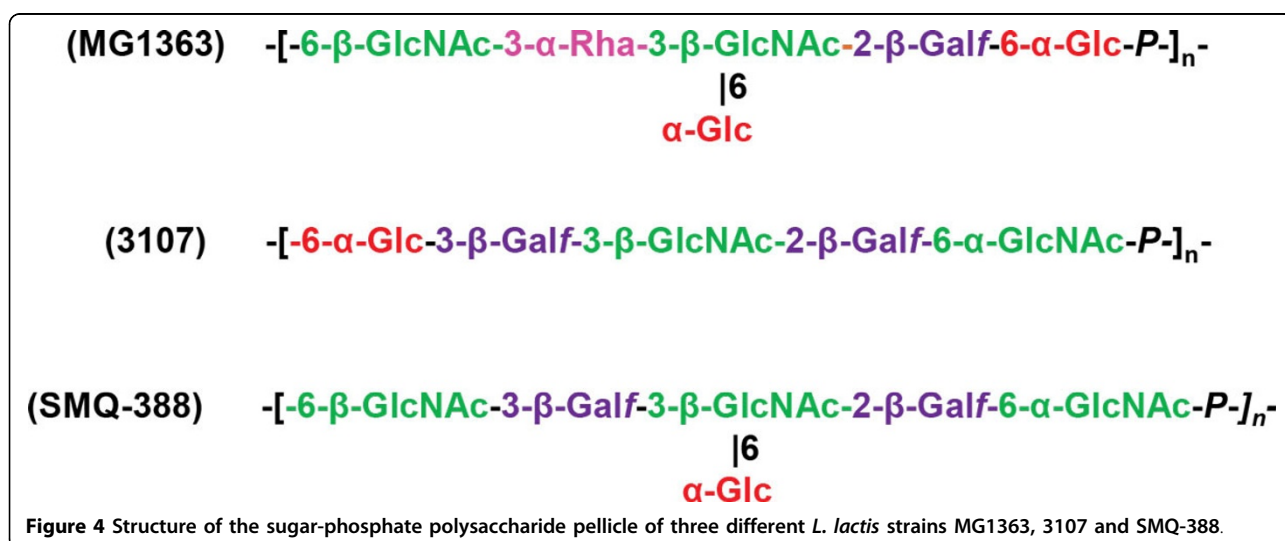 (MG1363) -[-6-β-GlcNAc-3-α-Rha-3-β-GlcNAc-2-β-Galf-6-α-Glc-P-]n-
|6
α-Glc
(3107) -[-6-α-Glc-3-β-Galf-3-β-GlcNAc-2-β-Galf-6-α-GlcNAc-P-]n-
(SMQ-388) -[-6-β-GlcNAc-3-β-Galf-3-β-GlcNAc-2-β-Galf-6-α-GlcNAc-P-]n-
|6
α-Glc
Figure 4 Structure of the sugar-phosphate polysaccharide pellicle of three different L. lactis strains MG1363, 3107 and SMQ-388.